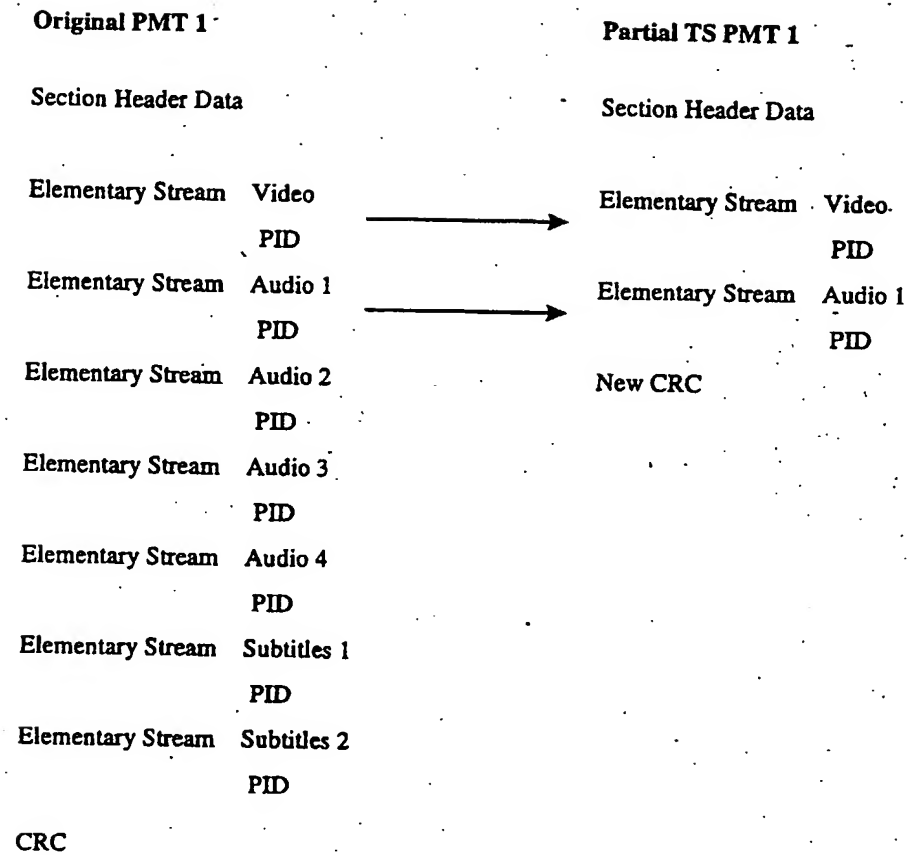 Original PMT 1
Section Header Data
Elementary Stream Video
PID
Elementary Stream Audio 1
PID
Elementary Stream Audio 2
PID
Elementary Stream Audio 3
PID
Elementary Stream Audio 4
PID
Elementary Stream Subtitles 1
PID
Elementary Stream Subtitles 2
PID
CRC
Partial TS PMT 1
Section Header Data
Elementary Stream Video
PID
Elementary Stream Audio 1
PID
New CRC